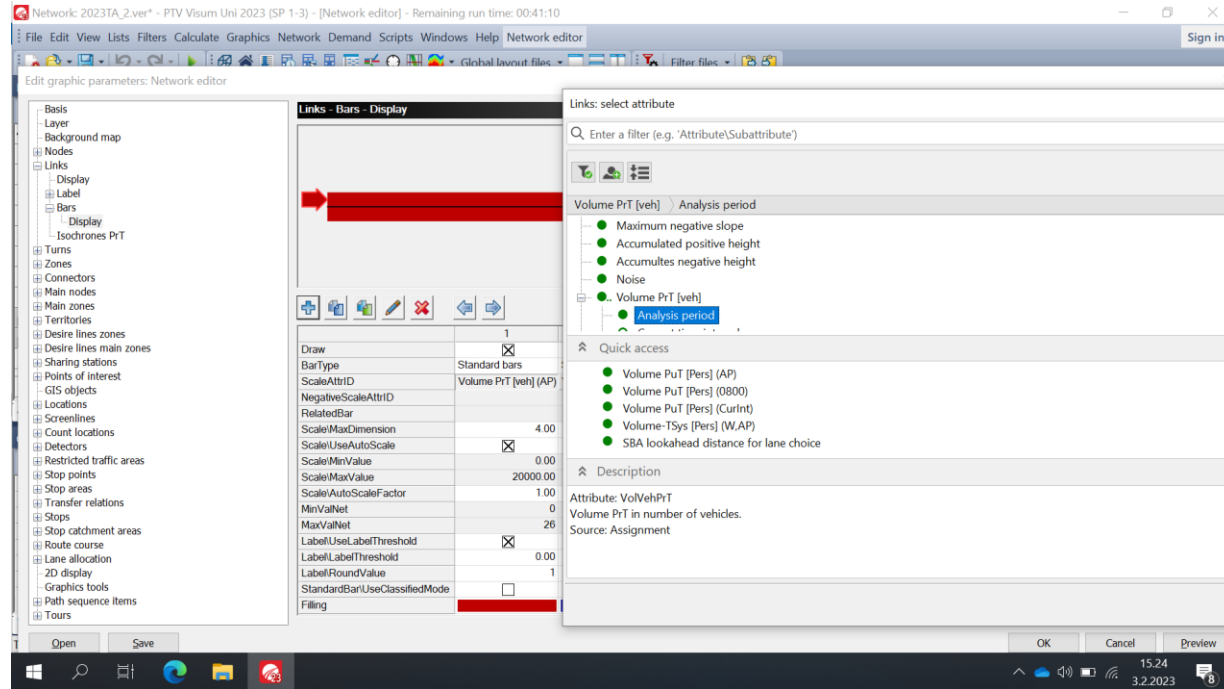 Network: 2023TA_2.ver* - PTV Visum Uni 2023 (SP 1-3) - [Network editor] - Remaining run time: 00:41:10
File Edit View Lists Filters Calculate Graphics Network Demand Scripts Windows Help Network editor Sign in
Global layout files Filter files
Edit graphic parameters: Network editor
Basis
Layer
Background map
Nodes
Links
Display
Label
Bars
Display
Isochrones PrT
Turns
Zones
Connectors
Main nodes
Main zones
Territories
Desire lines zones
Desire lines main zones
Sharing stations
Points of interest
GIS objects
Locations
Screenlines
Count locations
Detectors
Restricted traffic areas
Stop points
Stop areas
Transfer relations
Stops
Stop catchment areas
Route course
Lane allocation
2D display
Graphics tools
Path sequence items
Tours
Links - Bars - Display
1
Draw
BarType Standard bars
ScaleAttrID Volume PrT [veh] (AP)
NegativeScaleAttrID
RelatedBar
Scale\MaxDimension 4.00
Scale\UseAutoScale
Scale\MinValue 0.00
Scale\MaxValue 20000.00
Scale\AutoScaleFactor 1.00
MinValNet 0
MaxValNet 26
Label\UseLabelThreshold
Label\LabelThreshold 0.00
Label\RoundValue 1
StandardBar\UseClassifiedMode
Filling
Links: select attribute
Enter a filter (e.g. 'Attribute\Subattribute')
Volume PrT [veh] Analysis period
Maximum negative slope
Accumulated positive height
Accumultes negative height
Noise
Volume PrT [veh]
Analysis period
Quick access
Volume PuT [Pers] (AP)
Volume PuT [Pers] (0800)
Volume PuT [Pers] (CurInt)
Volume-TSys [Pers] (W,AP)
SBA lookahead distance for lane choice
Description
Attribute: VolVehPrT
Volume PrT in number of vehicles.
Source: Assignment
Open Save OK Cancel Preview
15.24
3.2.2023
8